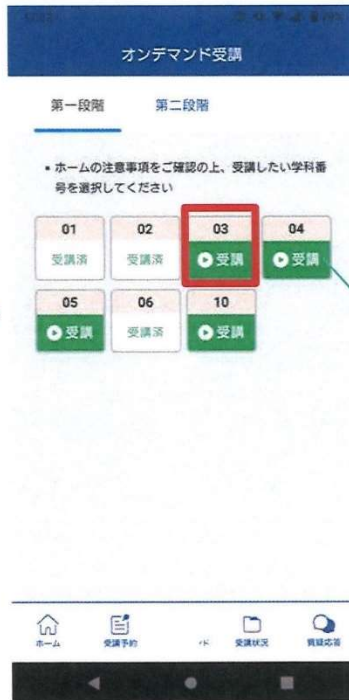 オンデマンド受講
第一段階 第二段階
• ホームの注意事項をご確認の上、受講したい学科番
号を選択してください
01 02 03 04
受講済 受講済 受講 受講
05 06 10
受講 受講済 受講
ホーム 受講予約 ド 受講状況 質疑応答